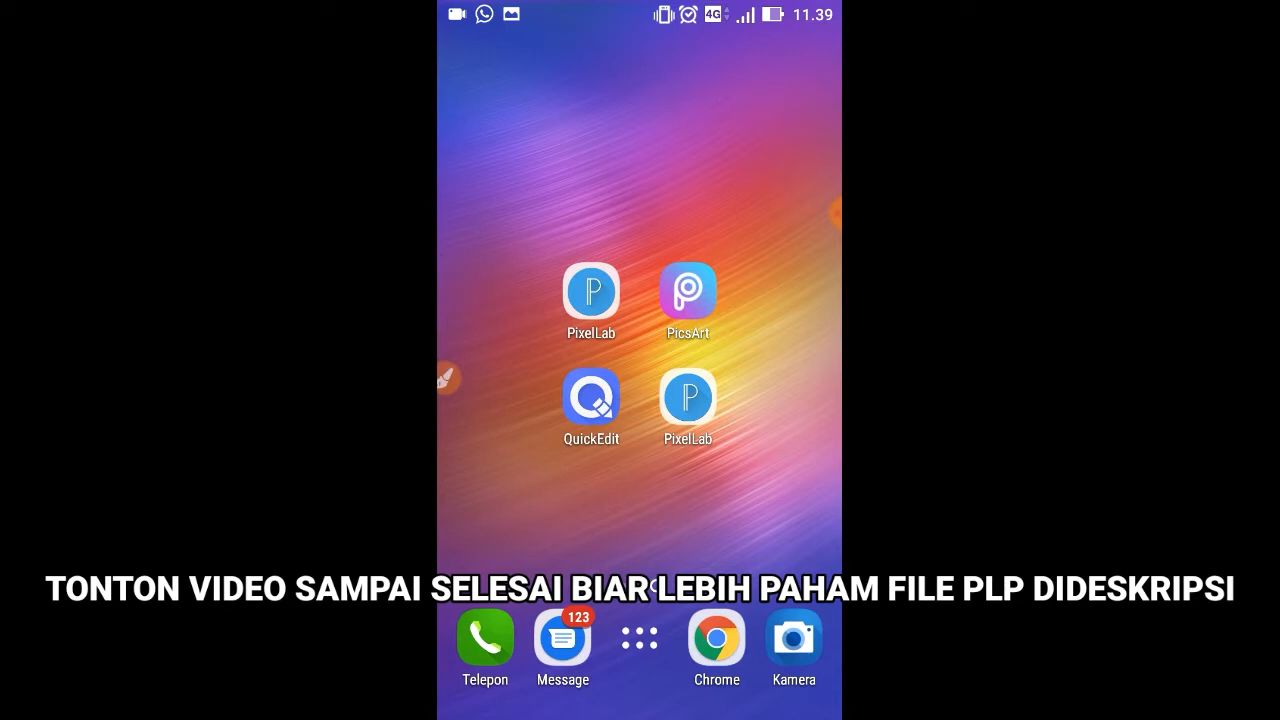 4G 11.39
PixelLab PicsArt
QuickEdit PixelLab
TONTON VIDEO SAMPAI SELESAI BIAR LEBIH PAHAM FILE PLP DIDESKRIPSI
123
Telepon Message Chrome Kamera